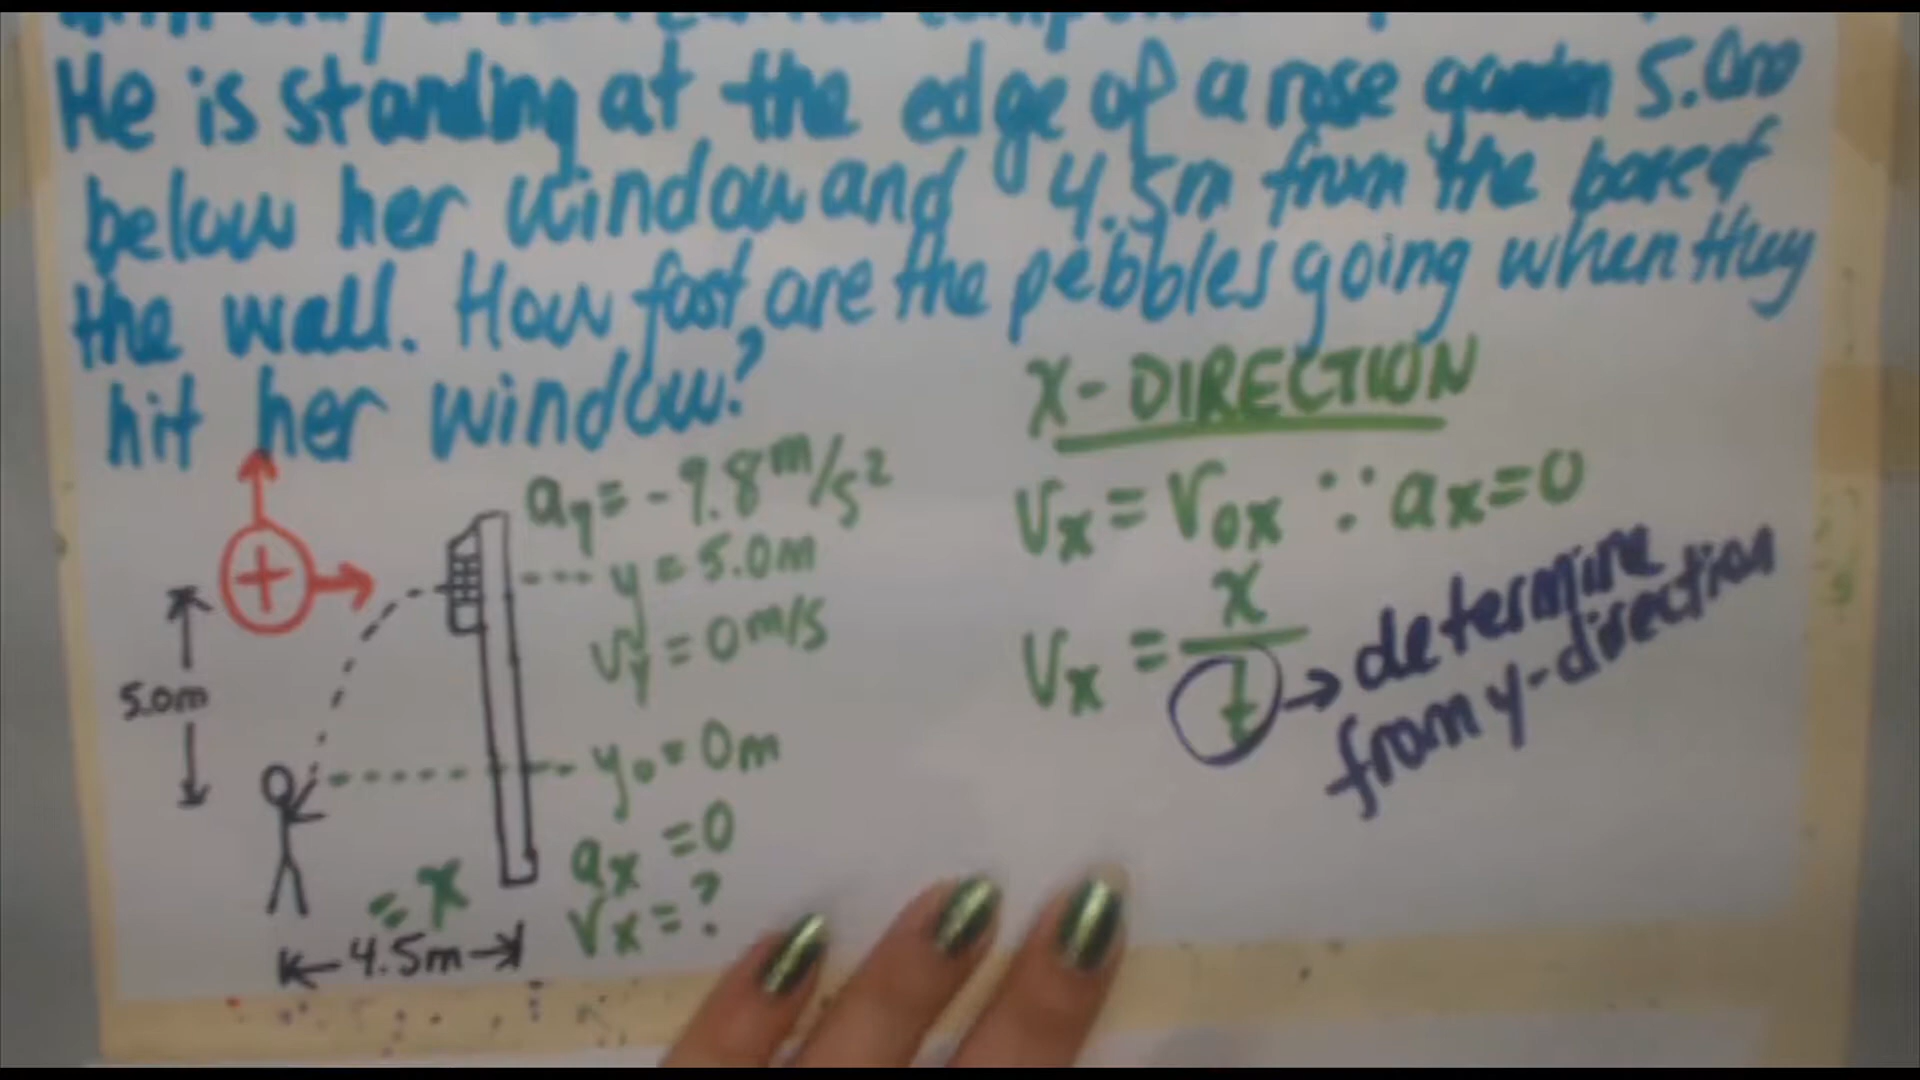 He is standing at the edge of a rose garden 5.0m
below her window and 4.5m from the base of
the wall. How fast are the pebbles going when they
hit her window?
X-DIRECTION
ay = -9.8 m/s²
Vx = Vox ∵ ax = 0
y = 5.0m
Vy = 0 m/s
+
Vx = x/t → determine
from y-direction
5.0m
yo = 0m
ax = 0
Vx = ?
= x
4.5m